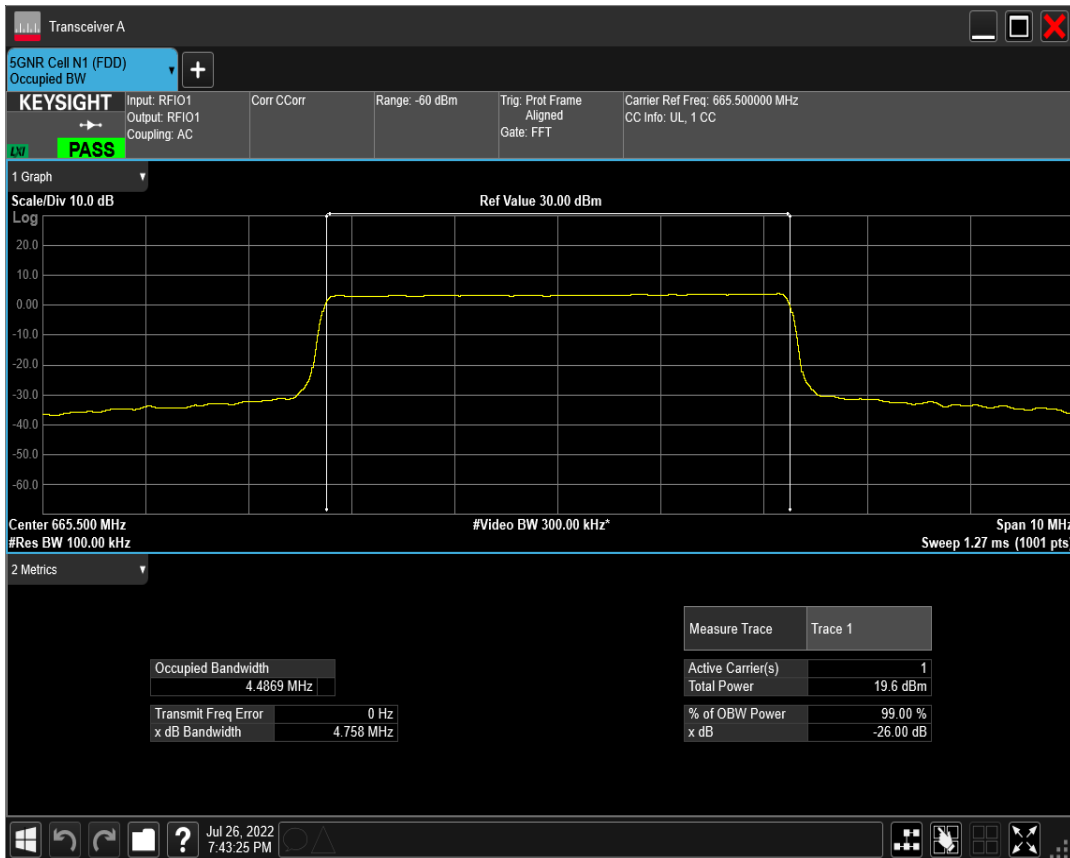 Transceiver A
5GNR Cell N1 (FDD)
Occupied BW
+
KEYSIGHT
LXI
PASS
Input: RFIO1
Output: RFIO1
Coupling: AC
Corr CCorr
Range: -60 dBm
Trig: Prot Frame
Aligned
Gate: FFT
Carrier Ref Freq: 665.500000 MHz
CC Info: UL, 1 CC
1 Graph
Scale/Div 10.0 dB
Ref Value 30.00 dBm
Log
20.0
10.0
0.00
-10.0
-20.0
-30.0
-40.0
-50.0
-60.0
Center 665.500 MHz
#Video BW 300.00 kHz*
Span 10 MHz
#Res BW 100.00 kHz
Sweep 1.27 ms (1001 pts)
2 Metrics
Measure Trace Trace 1
Occupied Bandwidth
4.4869 MHz
Transmit Freq Error 0 Hz
x dB Bandwidth 4.758 MHz
Active Carrier(s) 1
Total Power 19.6 dBm
% of OBW Power 99.00 %
x dB -26.00 dB
?
Jul 26, 2022
7:43:25 PM